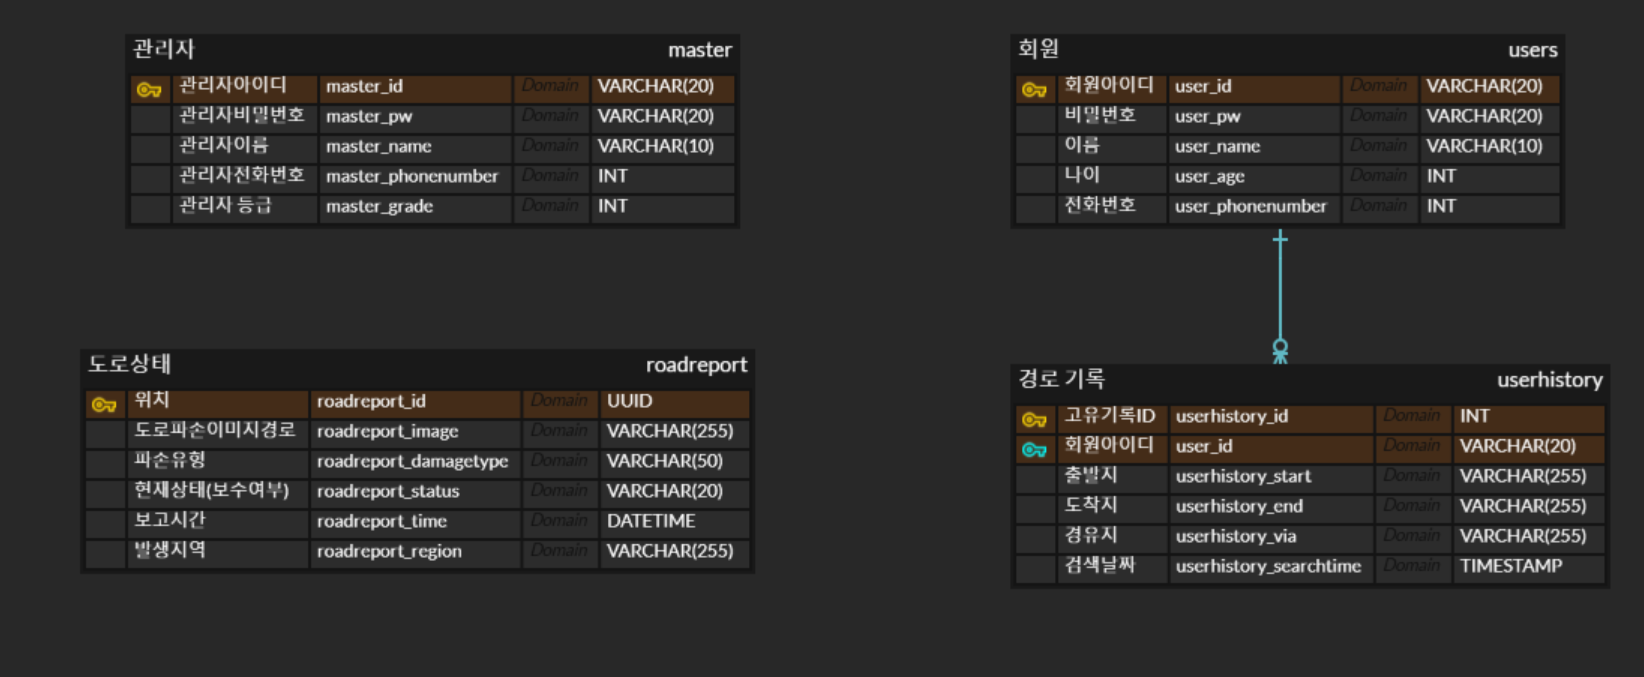 관리자 master
관리자아이디 master_id Domain VARCHAR(20)
관리자비밀번호 master_pw Domain VARCHAR(20)
관리자이름 master_name Domain VARCHAR(10)
관리자전화번호 master_phonenumber Domain INT
관리자 등급 master_grade Domain INT
회원 users
회원아이디 user_id Domain VARCHAR(20)
비밀번호 user_pw Domain VARCHAR(20)
이름 user_name Domain VARCHAR(10)
나이 user_age Domain INT
전화번호 user_phonenumber Domain INT
도로상태 roadreport
위치 roadreport_id Domain UUID
도로파손이미지경로 roadreport_image Domain VARCHAR(255)
파손유형 roadreport_damagetype Domain VARCHAR(50)
현재상태(보수여부) roadreport_status Domain VARCHAR(20)
보고시간 roadreport_time Domain DATETIME
발생지역 roadreport_region Domain VARCHAR(255)
경로 기록 userhistory
고유기록ID userhistory_id Domain INT
회원아이디 user_id Domain VARCHAR(20)
출발지 userhistory_start Domain VARCHAR(255)
도착지 userhistory_end Domain VARCHAR(255)
경유지 userhistory_via Domain VARCHAR(255)
검색날짜 userhistory_searchtime Domain TIMESTAMP